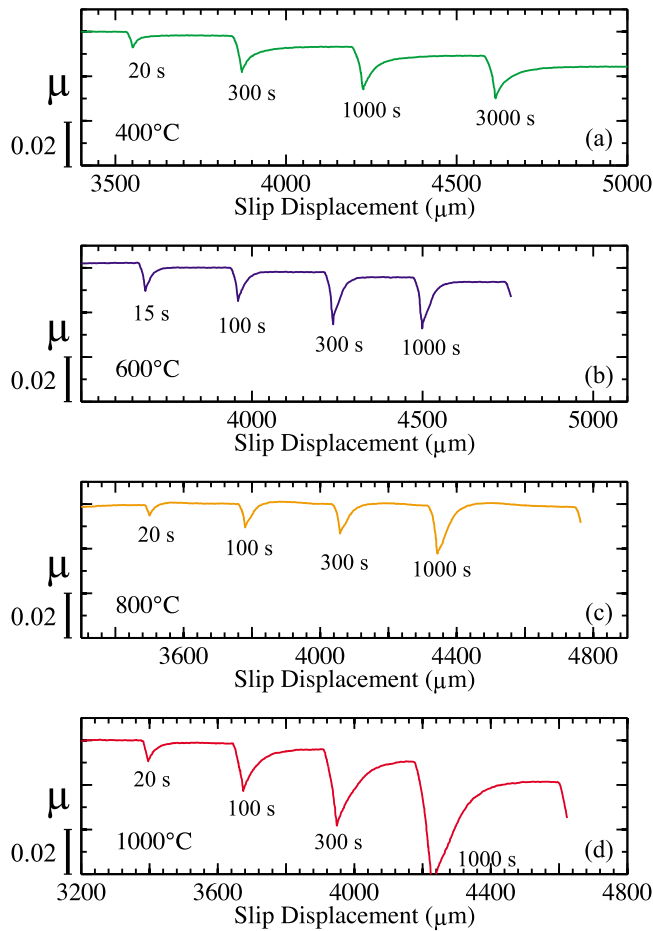 20 s
300 s
1000 s
3000 s
μ
0.02
400°C
(a)
3500 4000 4500 5000
Slip Displacement (μm)
15 s
100 s
300 s
1000 s
μ
0.02
600°C
(b)
4000 4500 5000
Slip Displacement (μm)
20 s
100 s
300 s
1000 s
μ
0.02
800°C
(c)
3600 4000 4400 4800
Slip Displacement (μm)
20 s
100 s
300 s
1000 s
μ
0.02
1000°C
(d)
3200 3600 4000 4400 4800
Slip Displacement (μm)